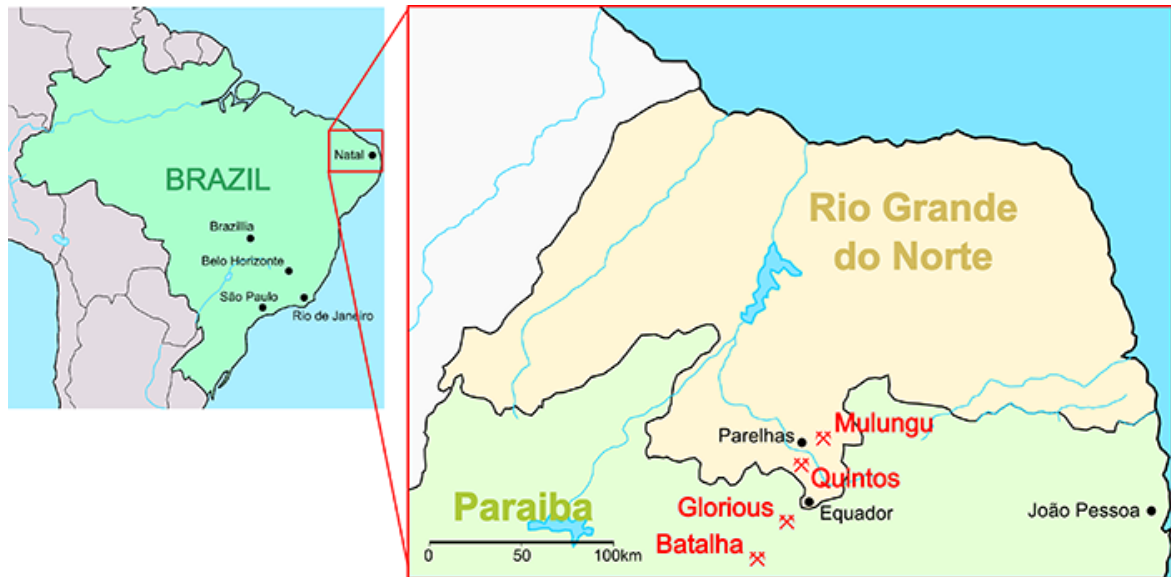 Natal
BRAZIL
Brazillia
Belo Horizonte
São Paulo
Rio de Janeiro
Rio Grande
do Norte
Parelhas
Mulungu
Quintos
Paraiba
Glorious
Equador
João Pessoa
Batalha
0
50
100km